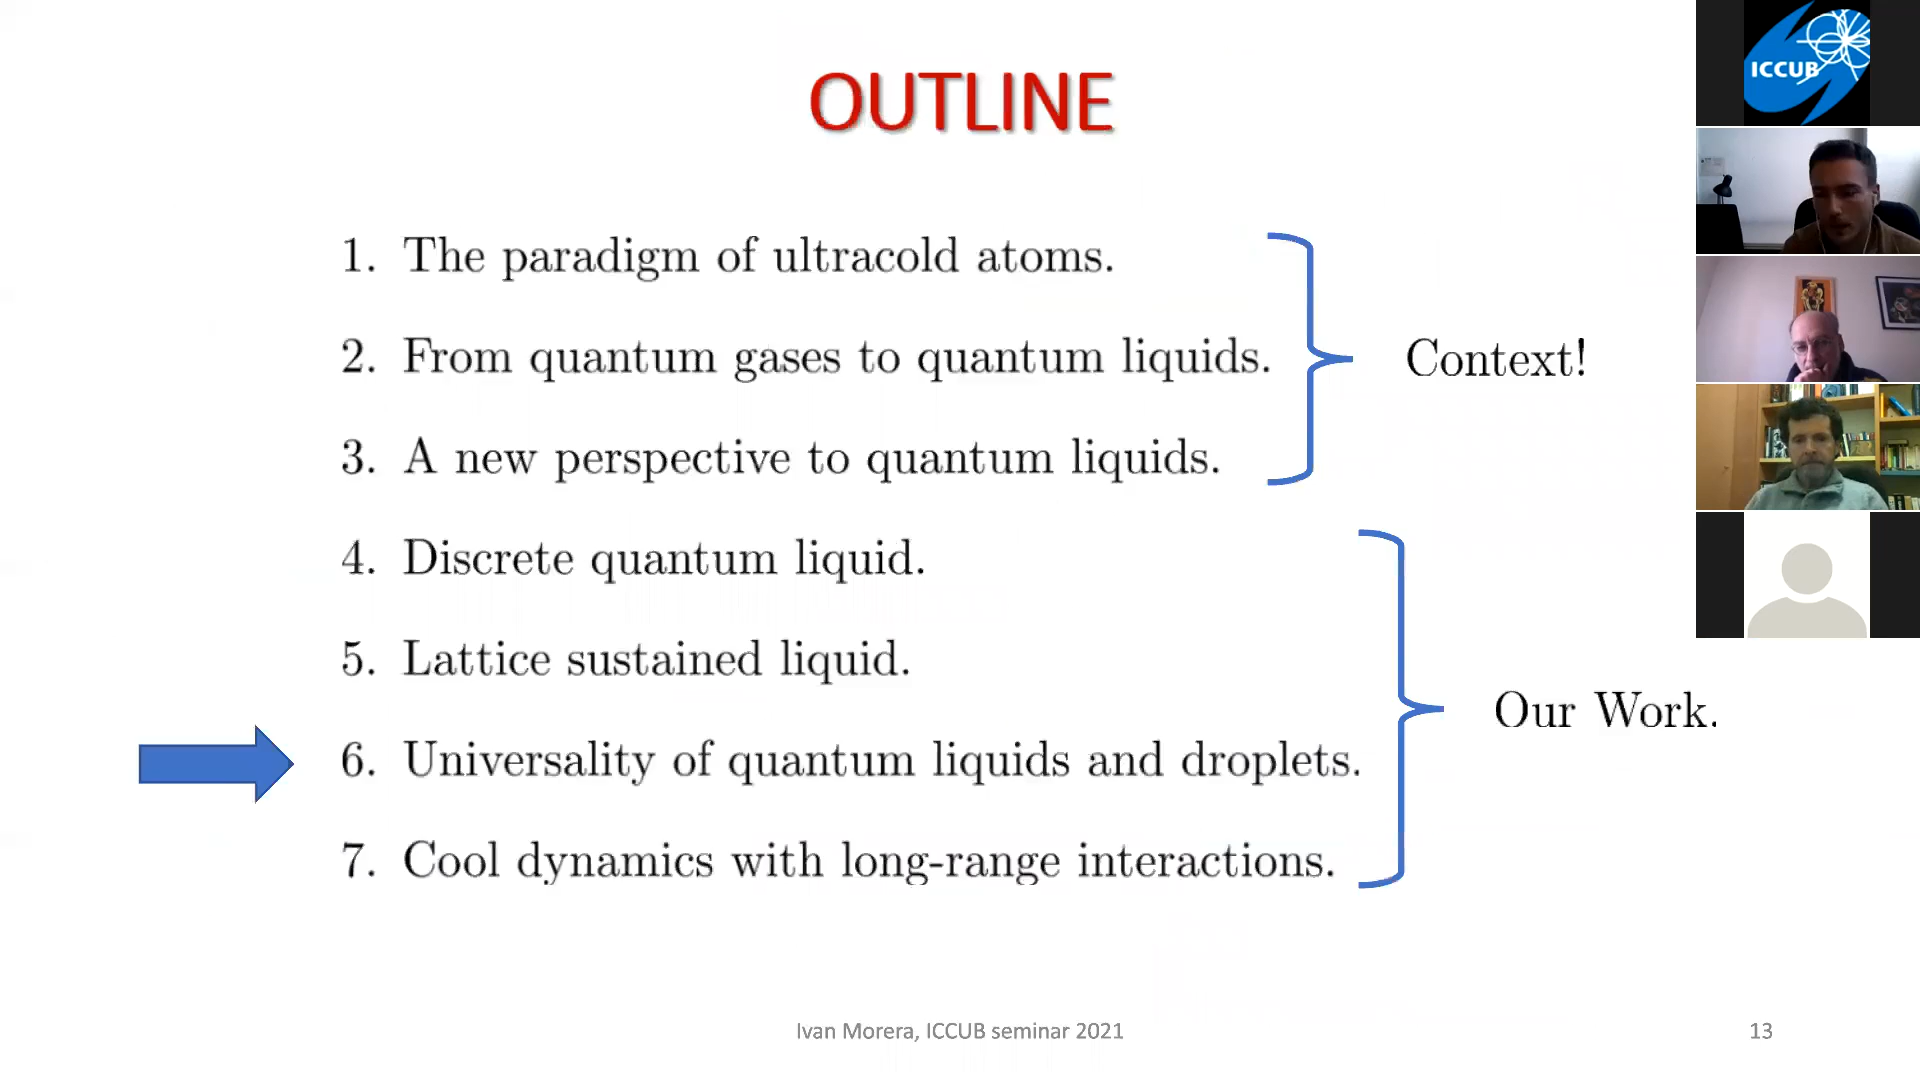 OUTLINE
1. The paradigm of ultracold atoms.
2. From quantum gases to quantum liquids.
3. A new perspective to quantum liquids.
Context!
4. Discrete quantum liquid.
5. Lattice sustained liquid.
6. Universality of quantum liquids and droplets.
7. Cool dynamics with long-range interactions.
Our Work.
Ivan Morera, ICCUB seminar 2021
13
ICCUB